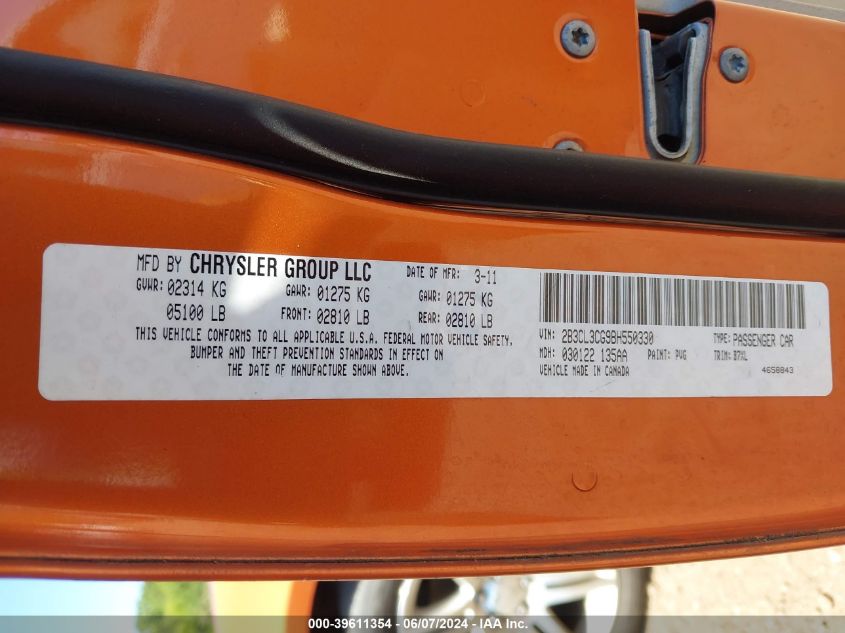 MFD BY CHRYSLER GROUP LLC DATE OF MFR: 3-11
GVWR: 02314 KG GAWR: 01275 KG GAWR: 01275 KG
05100 LB FRONT: 02810 LB REAR: 02810 LB
THIS VEHICLE CONFORMS TO ALL APPLICABLE U.S.A. FEDERAL MOTOR VEHICLE SAFETY,
BUMPER AND THEFT PREVENTION STANDARDS IN EFFECT ON
THE DATE OF MANUFACTURE SHOWN ABOVE.
VIN: 2B3CL3CG9BH550330 TYPE: PASSENGER CAR
MDH: 030122 135AA PAINT: PVG TRIM: B7XL
VEHICLE MADE IN CANADA 4658843
000-39611354 - 06/07/2024 - IAA Inc.